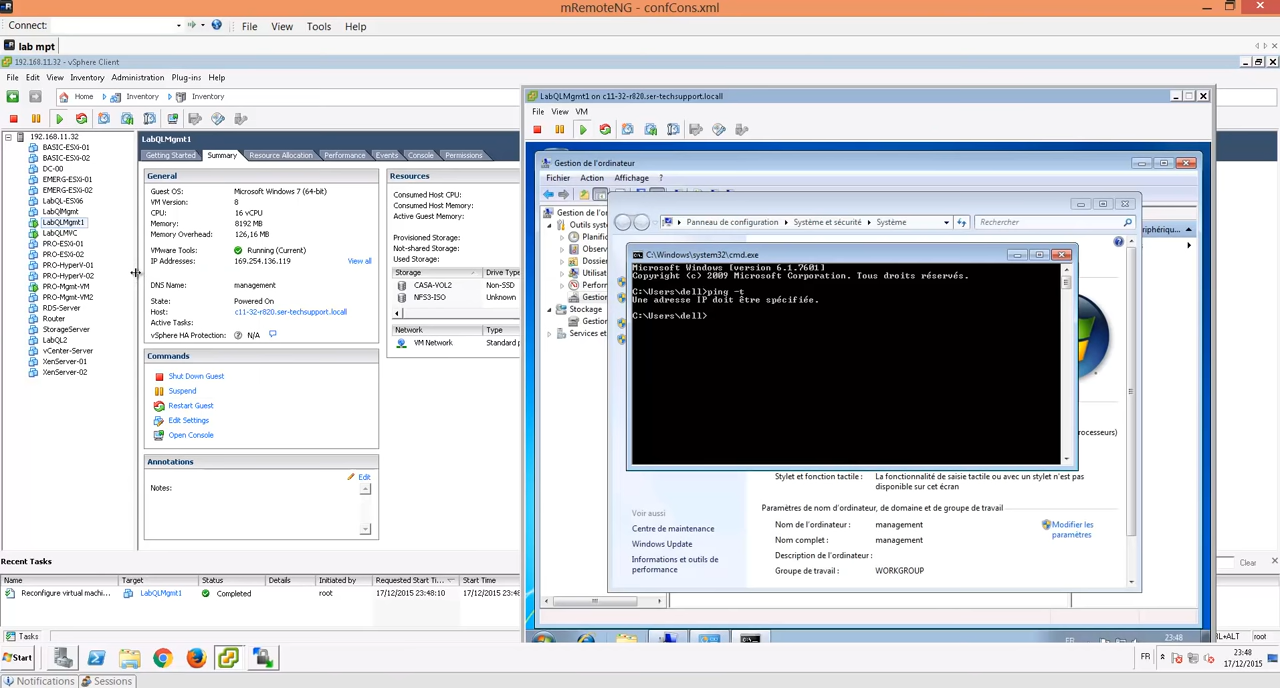 mRemoteNG - confCons.xml
Connect:
File View Tools Help
lab mpt
192.168.11.32 - vSphere Client
File Edit View Inventory Administration Plug-ins Help
Home Inventory Inventory
192.168.11.32
BASIC-ESXi-01
BASIC-ESXi-02
DC-00
EMERG-ESXi-01
EMERG-ESXi-02
LabQL-ESXi6
LabQlMgmt
LabQLMgmt1
LabQLMVC
PRO-ESXi-01
PRO-ESXi-02
PRO-HyperV-01
PRO-HyperV-02
PRO-Mgmt-VM
PRO-Mgmt-VM2
RDS-Server
Router
StorageServer
LabQL2
vCenter-Server
XenServer-01
XenServer-02
LabQLMgmt1
Getting Started Summary Resource Allocation Performance Events Console Permissions
General
Guest OS: Microsoft Windows 7 (64-bit)
VM Version: 8
CPU: 16 vCPU
Memory: 8192 MB
Memory Overhead: 126,16 MB
VMware Tools: Running (Current)
IP Addresses: 169.254.136.119 View all
DNS Name: management
State: Powered On
Host: c11-32-r820.ser-techsupport.locall
Active Tasks:
vSphere HA Protection: N/A
Commands
Shut Down Guest
Suspend
Restart Guest
Edit Settings
Open Console
Annotations
Edit
Notes:
Resources
Consumed Host CPU:
Consumed Host Memory:
Active Guest Memory:
Provisioned Storage:
Not-shared Storage:
Used Storage:
Storage Drive Type
CASA-VOL2 Non-SSD
NFS3-ISO Unknown
Network Type
VM Network Standard p
LabQLMgmt1 on c11-32-r820.ser-techsupport.locall
File View VM
Gestion de l'ordinateur
Fichier Action Affichage ?
Gestion de l'o
Outils systè
Planific
Observ
Dossie
Utilisat
Perfor
Gestion
Stockage
Gestion
Services et
ériphériqu...
Panneau de configuration Système et sécurité Système
Rechercher
C:\Windows\system32\cmd.exe
Microsoft Windows [version 6.1.7601]
Copyright (c) 2009 Microsoft Corporation. Tous droits réservés.
C:\Users\dell>ping -t
Une adresse IP doit être spécifiée.
C:\Users\dell>
rocesseurs)
Stylet et fonction tactile : La fonctionnalité de saisie tactile ou avec un stylet n'est pas
disponible sur cet écran
Paramètres de nom d'ordinateur, de domaine et de groupe de travail
Nom de l'ordinateur : management
Modifier les
paramètres
Nom complet : management
Description de l'ordinateur :
Groupe de travail : WORKGROUP
Voir aussi
Centre de maintenance
Windows Update
Informations et outils de
performance
FR 23:48
Recent Tasks
Clear
Name Target Status Details Initiated by Requested Start Ti... Start Time
Reconfigure virtual machi... LabQLMgmt1 Completed root 17/12/2015 23:48:10 17/12/2015 23:48
Tasks
L+ALT root
Start
FR 23:48
17/12/2015
Notifications Sessions